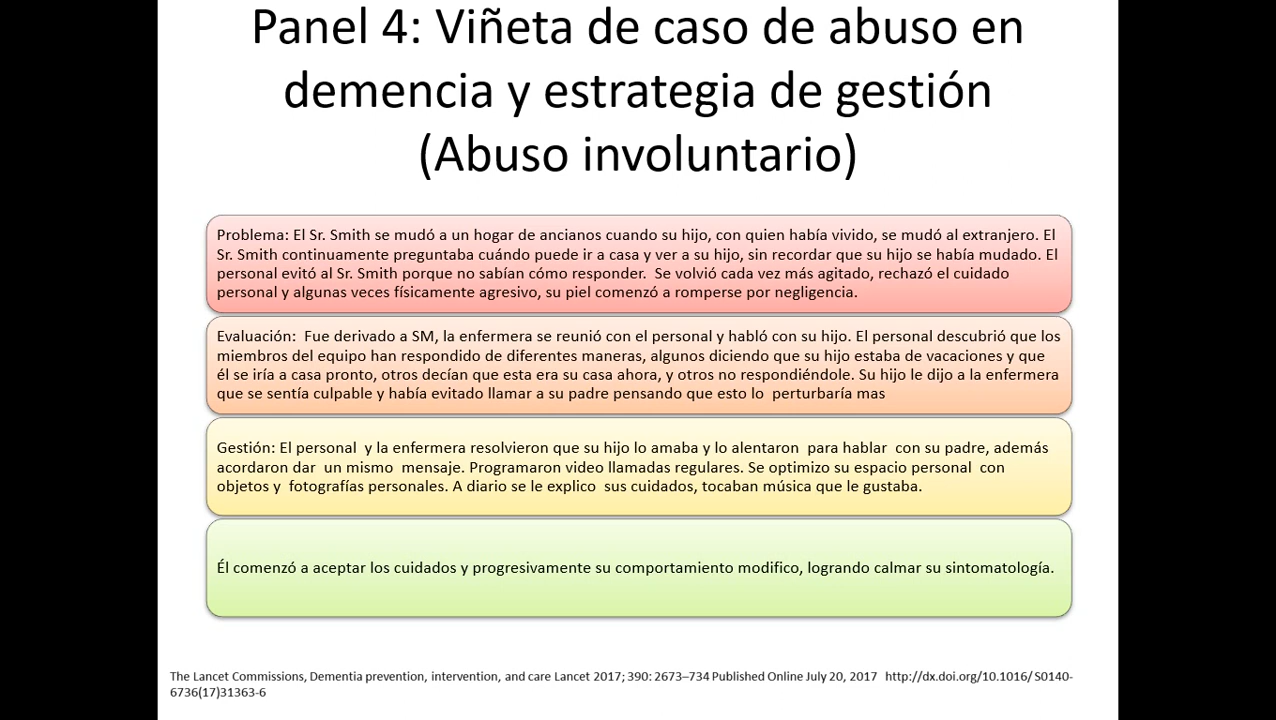 Panel 4: Viñeta de caso de abuso en
demencia y estrategia de gestión
(Abuso involuntario)
Problema: El Sr. Smith se mudó a un hogar de ancianos cuando su hijo, con quien había vivido, se mudó al extranjero. El
Sr. Smith continuamente preguntaba cuándo puede ir a casa y ver a su hijo, sin recordar que su hijo se había mudado. El
personal evitó al Sr. Smith porque no sabían cómo responder.  Se volvió cada vez más agitado, rechazó el cuidado
personal y algunas veces físicamente agresivo, su piel comenzó a romperse por negligencia.
Evaluación:  Fue derivado a SM, la enfermera se reunió con el personal y habló con su hijo. El personal descubrió que los
miembros del equipo han respondido de diferentes maneras, algunos diciendo que su hijo estaba de vacaciones y que
él se iría a casa pronto, otros decían que esta era su casa ahora, y otros no respondiéndole. Su hijo le dijo a la enfermera
que se sentía culpable y había evitado llamar a su padre pensando que esto lo  perturbaría mas
Gestión: El personal  y la enfermera resolvieron que su hijo lo amaba y lo alentaron  para hablar  con su padre, además
acordaron dar  un mismo  mensaje. Programaron video llamadas regulares. Se optimizo su espacio personal  con
objetos y  fotografías personales. A diario se le explico  sus cuidados, tocaban música que le gustaba.
Él comenzó a aceptar los cuidados y progresivamente su comportamiento modifico, logrando calmar su sintomatología.
The Lancet Commissions, Dementia prevention, intervention, and care Lancet 2017; 390: 2673–734 Published Online July 20, 2017  http://dx.doi.org/10.1016/ S0140-
6736(17)31363-6